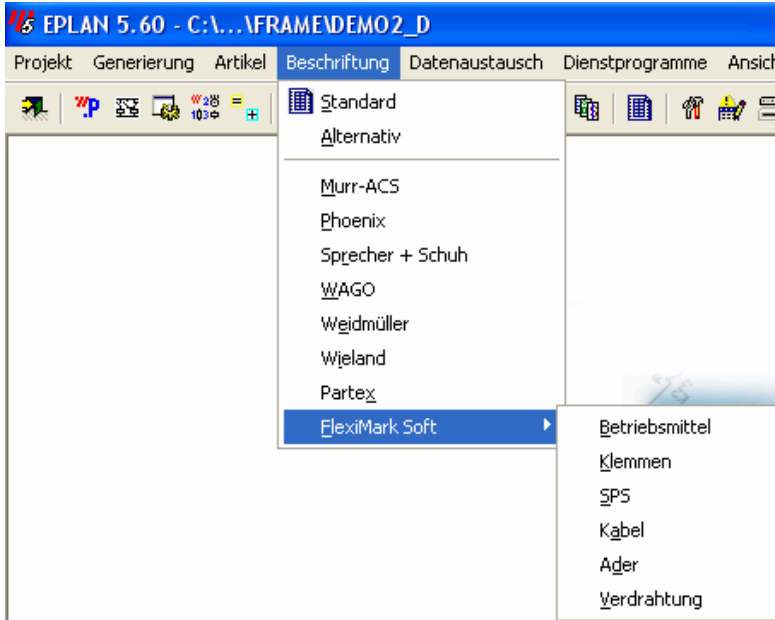 EPLAN 5.60 - C:\...\FRAME\DEMO2_D
Projekt Generierung Artikel Beschriftung Datenaustausch Dienstprogramme Ansich
Standard
Alternativ
Murr-ACS
Phoenix
Sprecher + Schuh
WAGO
Weidmüller
Wieland
Partex
FlexiMark Soft
Betriebsmittel
Klemmen
SPS
Kabel
Ader
Verdrahtung